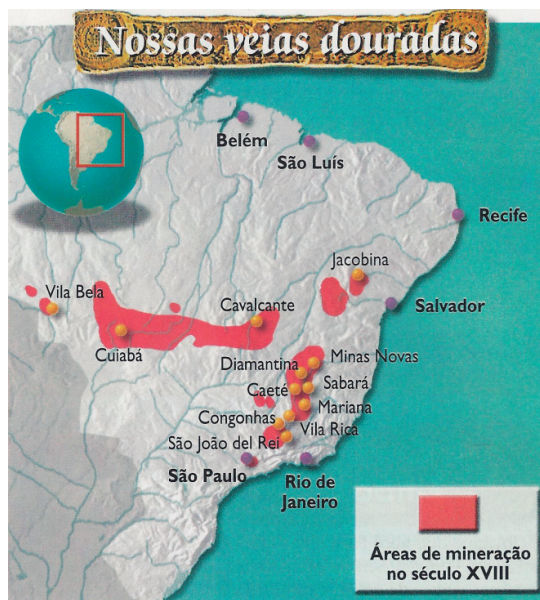 Nossas veias douradas
Belém
São Luís
Recife
Jacobina
Vila Bela
Cavalcante
Salvador
Cuiabá
Diamantina
Minas Novas
Caeté
Sabará
Mariana
Congonhas
Vila Rica
São João del Rei
São Paulo
Rio de
Janeiro
Áreas de mineração
no século XVIII